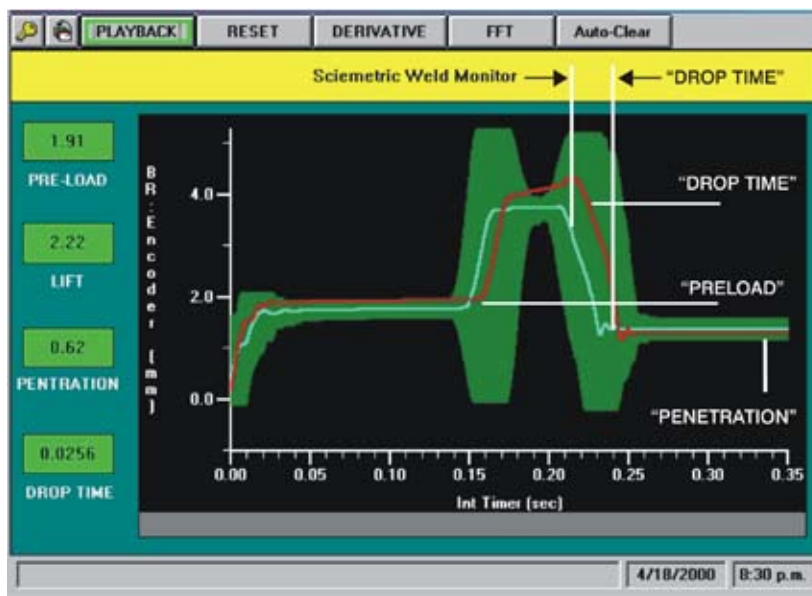 PLAYBACK RESET DERIVATIVE FFT Auto-Clear
Sciemetric Weld Monitor "DROP TIME"
1.91
PRE-LOAD
2.22
LIFT
0.62
PENTRATION
0.0256
DROP TIME
BR:Encoder [mm]
4.0
2.0
0.0
"DROP TIME"
"PRELOAD"
"PENETRATION"
0.00 0.05 0.10 0.15 0.20 0.25 0.30 0.35
Int Timer [sec]
4/18/2000 8:30 p.m.